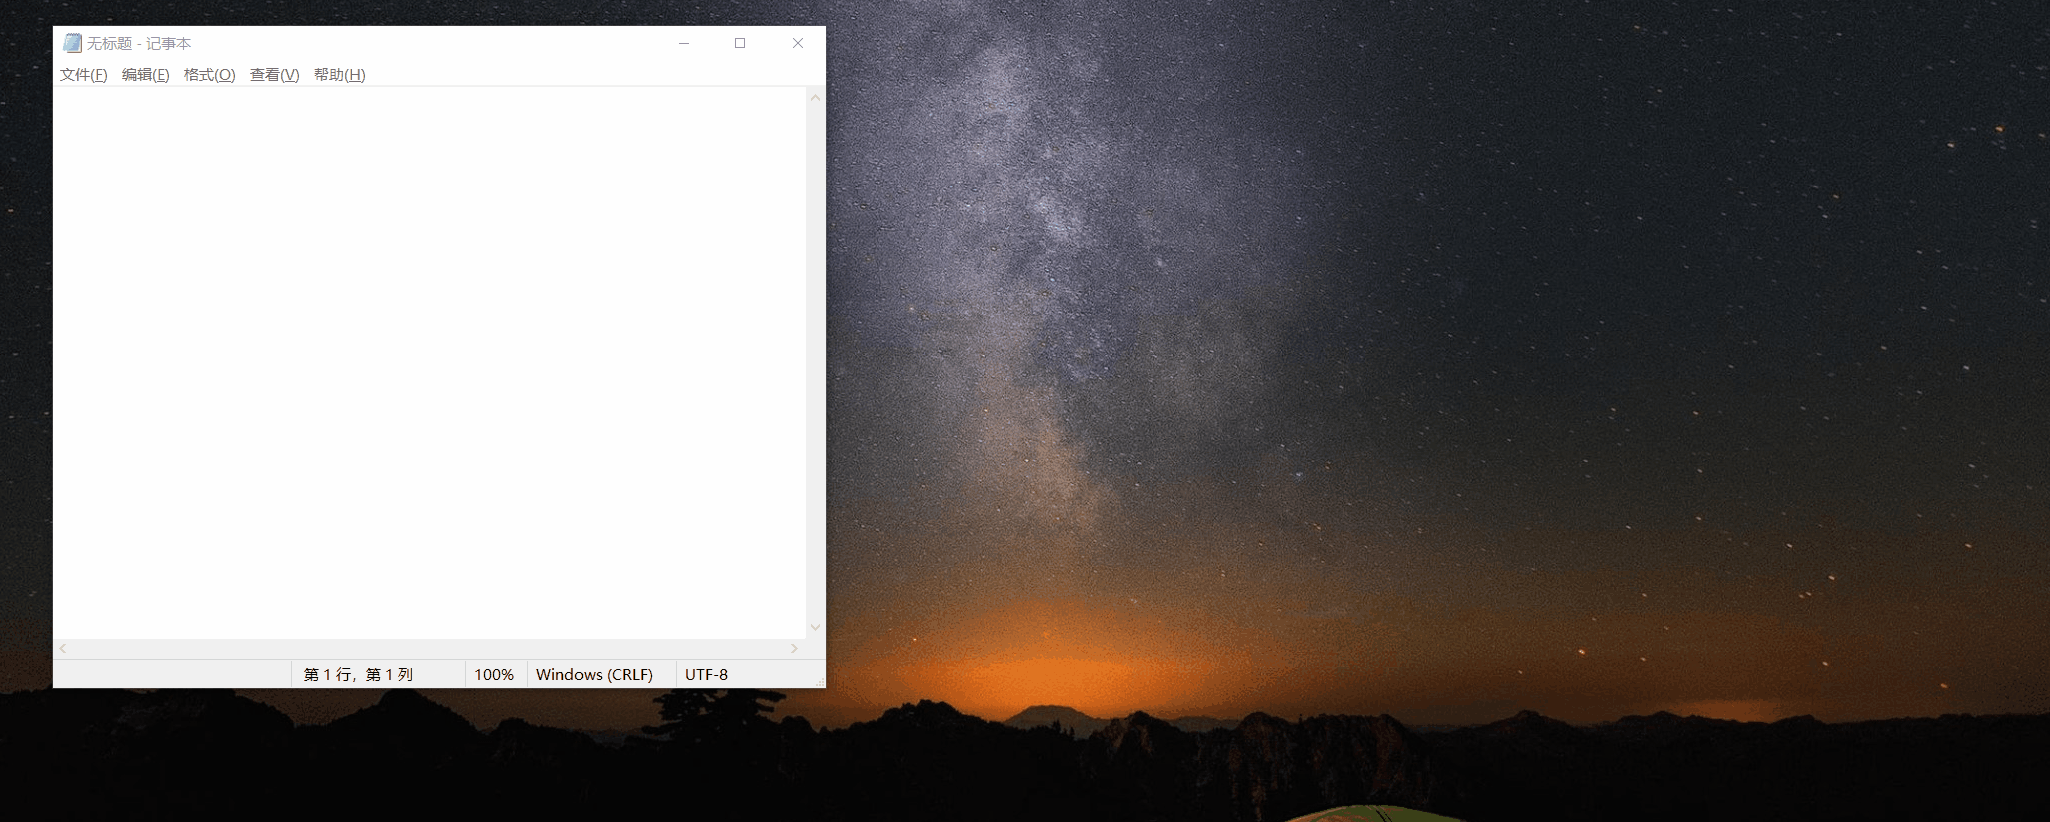 无标题 - 记事本
文件(F) 编辑(E) 格式(O) 查看(V) 帮助(H)
第 1 行，第 1 列 100% Windows (CRLF) UTF-8